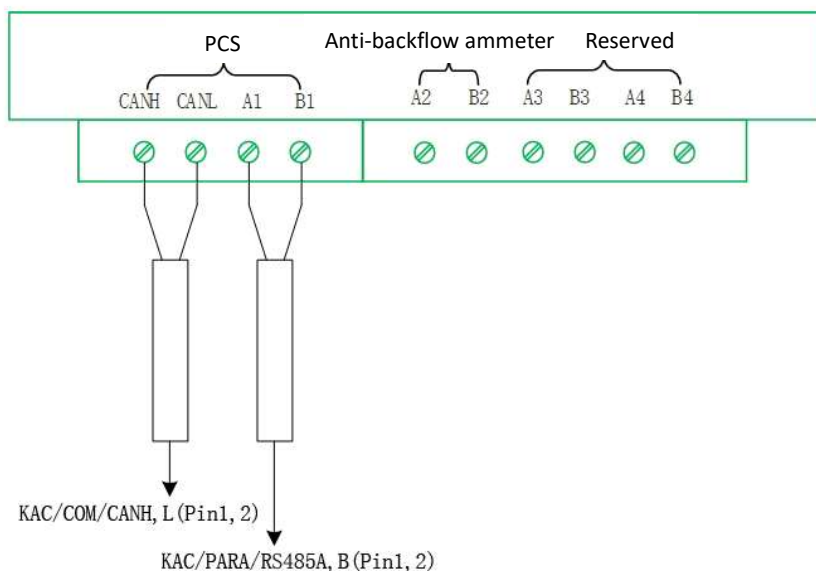 PCS Anti-backflow ammeter Reserved
CANH CANL A1 B1 A2 B2 A3 B3 A4 B4
KAC/COM/CANH, L(Pin1, 2)
KAC/PARA/RS485A, B(Pin1, 2)